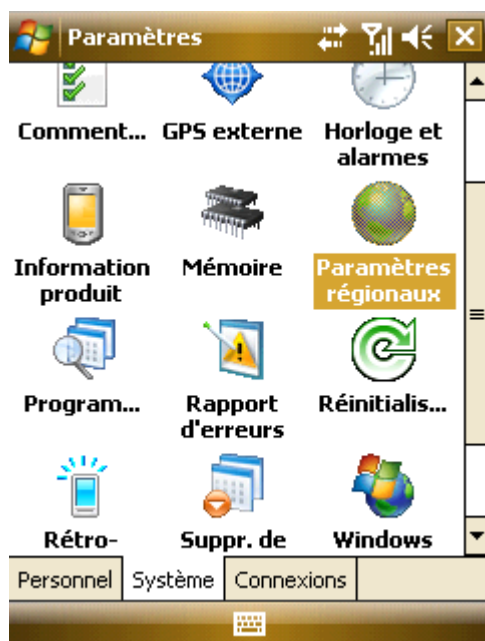 Paramètres
Comment... GPS externe Horloge et
alarmes
Information Mémoire Paramètres
produit régionaux
Program... Rapport Réinitialis...
d'erreurs
Rétro- Suppr. de Windows
Personnel Système Connexions